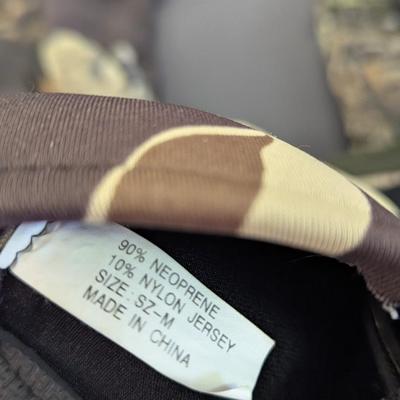 90% NEOPRENE
10% NYLON JERSEY
SIZE: SZ-M
MADE IN CHINA